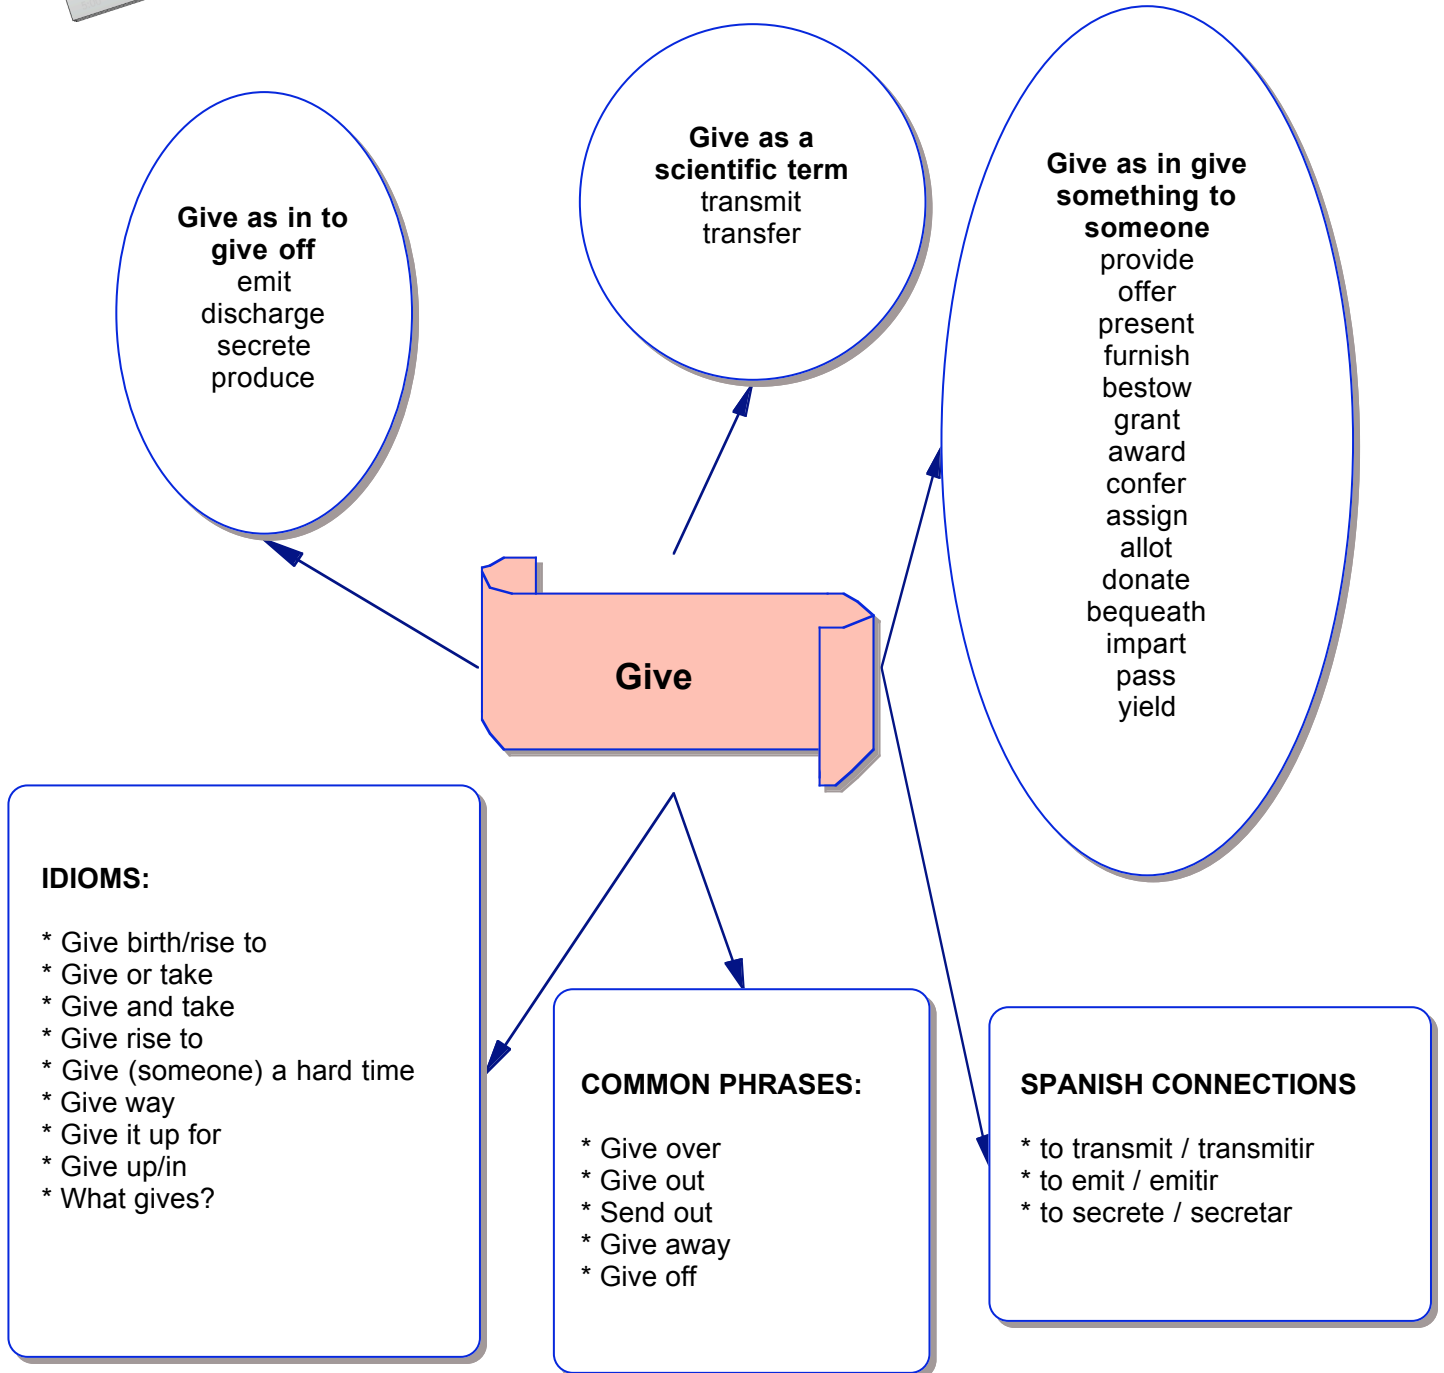 Give as in to
give off
emit
discharge
secrete
produce
Give as a
scientific term
transmit
transfer
Give as in give
something to
someone
provide
offer
present
furnish
bestow
grant
award
confer
assign
allot
donate
bequeath
impart
pass
yield
Give
IDIOMS:
* Give birth/rise to
* Give or take
* Give and take
* Give rise to
* Give (someone) a hard time
* Give way
* Give it up for
* Give up/in
* What gives?
COMMON PHRASES:
* Give over
* Give out
* Send out
* Give away
* Give off
SPANISH CONNECTIONS
* to transmit / transmitir
* to emit / emitir
* to secrete / secretar